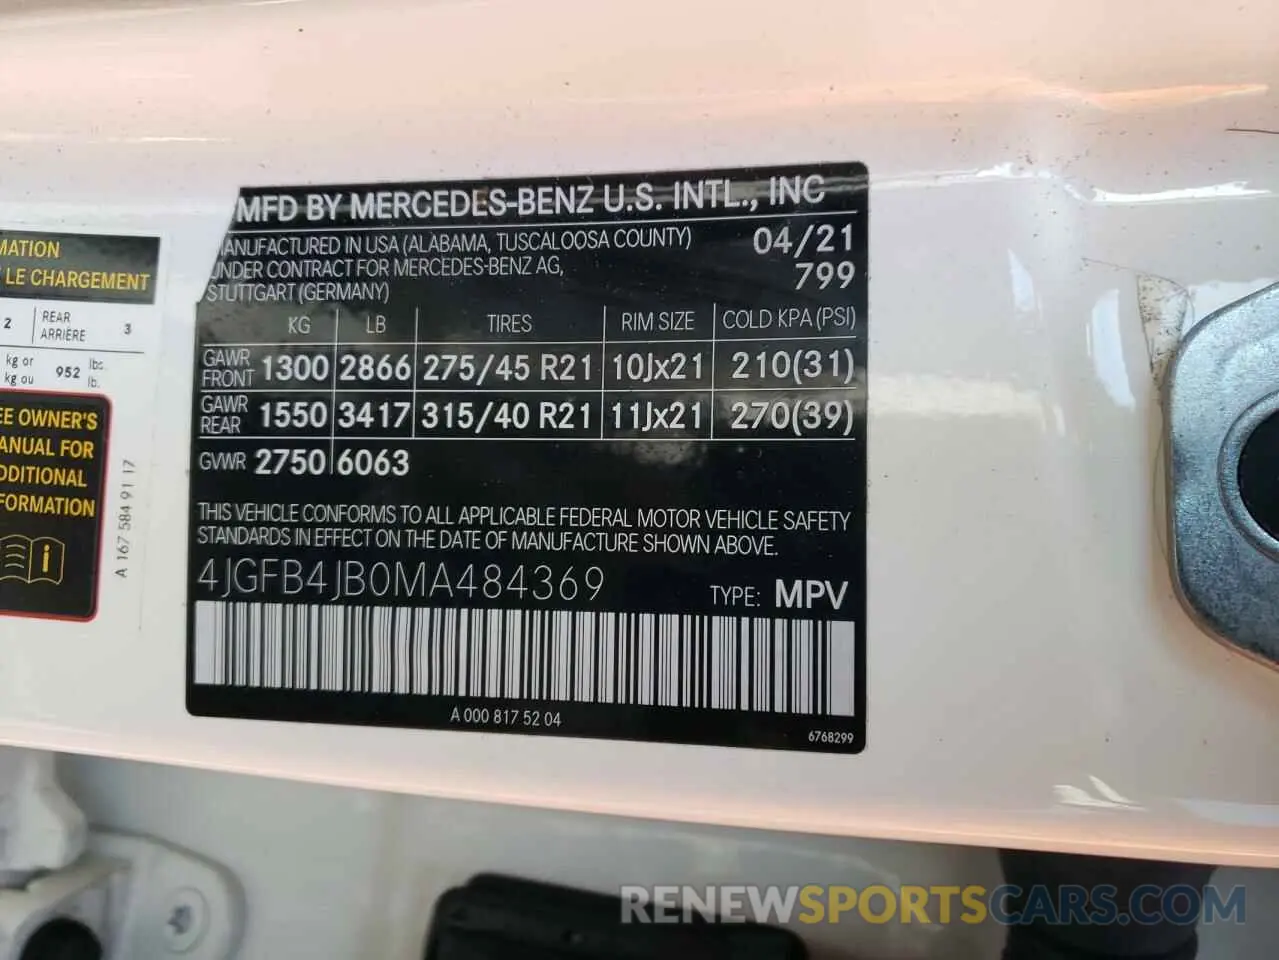 MFD BY MERCEDES-BENZ U.S. INTL., INC
MANUFACTURED IN USA (ALABAMA, TUSCALOOSA COUNTY) 04/21
UNDER CONTRACT FOR MERCEDES-BENZ AG, 799
STUTTGART (GERMANY)
KG LB TIRES RIM SIZE COLD KPA (PSI)
GAWR FRONT 1300 2866 275/45 R21 10Jx21 210(31)
GAWR REAR 1550 3417 315/40 R21 11Jx21 270(39)
GVWR 2750 6063
THIS VEHICLE CONFORMS TO ALL APPLICABLE FEDERAL MOTOR VEHICLE SAFETY
STANDARDS IN EFFECT ON THE DATE OF MANUFACTURE SHOWN ABOVE.
4JGFB4JB0MA484369 TYPE: MPV
A 000 817 52 04
6768299
MATION
LE CHARGEMENT
2 REAR ARRIÈRE 3
kg or
kg ou 952 lbs. lb.
EE OWNER'S
ANUAL FOR
DDITIONAL
FORMATION
A 167 584 91 17
RENEWSPORTSCARS.COM